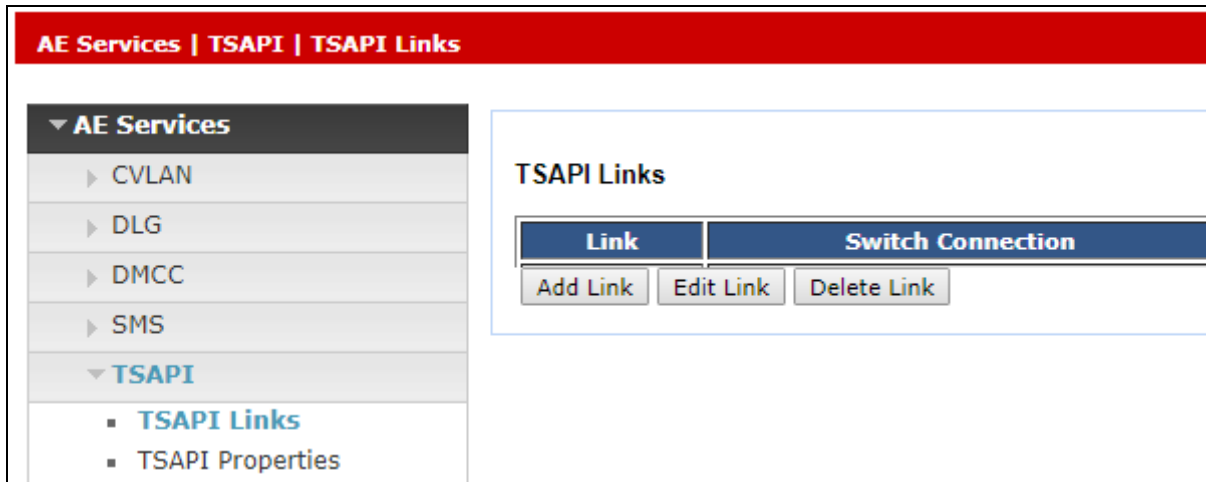 AE Services | TSAPI | TSAPI Links
AE Services
CVLAN
DLG
DMCC
SMS
TSAPI
TSAPI Links
TSAPI Properties
TSAPI Links
Link Switch Connection
Add Link Edit Link Delete Link